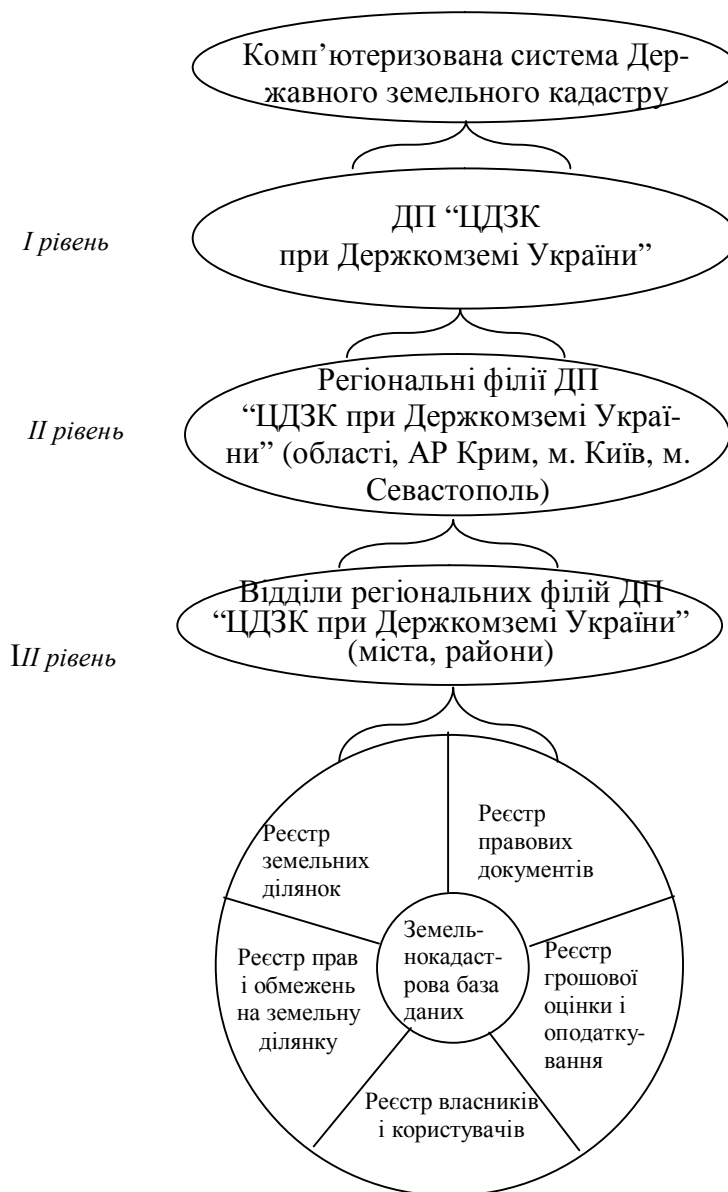 Комп’ютеризована система Дер-
жавного земельного кадастру
I рівень
ДП “ЦДЗК
при Держкомземі України”
II рівень
Регіональні філії ДП
“ЦДЗК при Держкомземі Украї-
ни” (області, АР Крим, м. Київ, м.
Севастополь)
III рівень
Відділи регіональних філій ДП
“ЦДЗК при Держкомземі України”
(міста, райони)
Реєстр
земельних
ділянок
Реєстр
правових
документів
Земель-
нокадаст-
рова база
даних
Реєстр прав
і обмежень
на земельну
ділянку
Реєстр
грошової
оцінки і
оподатку-
вання
Реєстр власників
і користувачів